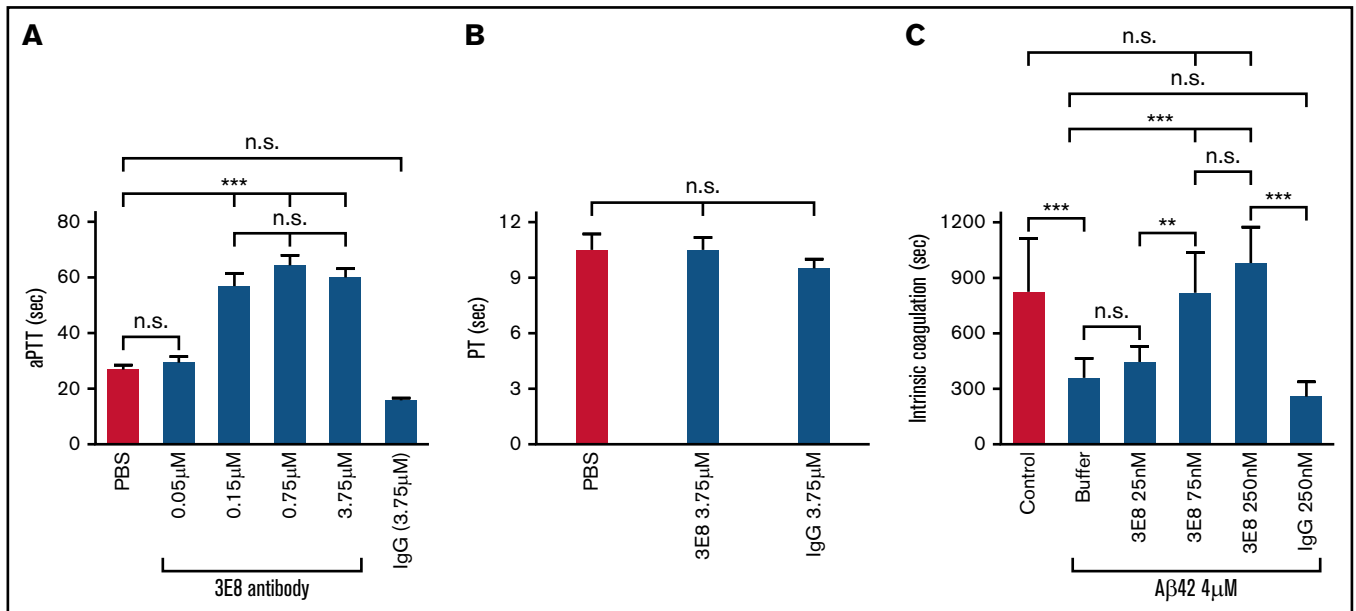 A
n.s.
***
n.s.
n.s.
80
60
40
20
0
aPTT (sec)
PBS
0.05µM
0.15µM
0.75µM
3.75µM
IgG (3.75µM)
3E8 antibody
B
n.s.
12
9
6
3
0
PT (sec)
PBS
3E8 3.75µM
IgG 3.75µM
C
n.s.
n.s.
***
n.s.
***
**
***
n.s.
1200
900
600
300
0
Intrinsic coagulation (sec)
Control
Buffer
3E8 25nM
3E8 75nM
3E8 250nM
IgG 250nM
Aβ42 4µM